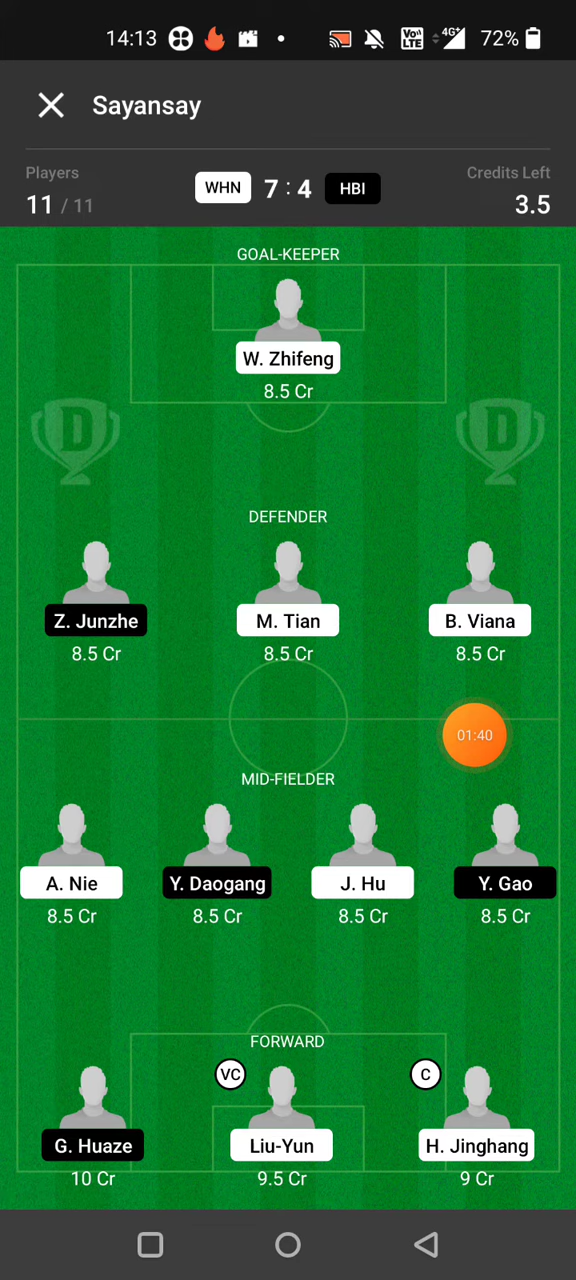 14:13
Vo LTE 4G+ 72%
Sayansay
Players
Credits Left
WHN 7 : 4 HBI
11 / 11
3.5
GOAL-KEEPER
W. Zhifeng
8.5 Cr
D D
DEFENDER
Z. Junzhe M. Tian B. Viana
8.5 Cr 8.5 Cr 8.5 Cr
01:40
MID-FIELDER
A. Nie Y. Daogang J. Hu Y. Gao
8.5 Cr 8.5 Cr 8.5 Cr 8.5 Cr
FORWARD
VC C
G. Huaze Liu-Yun H. Jinghang
10 Cr 9.5 Cr 9 Cr